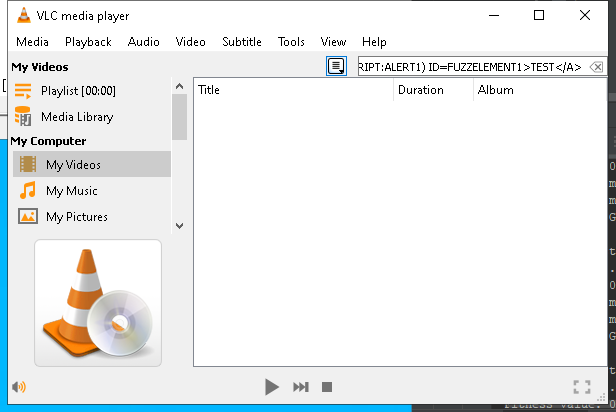 VLC media player
Media Playback Audio Video Subtitle Tools View Help
My Videos
RIPT:ALERT1) ID=FUZZELEMENT1>TEST</A>
Playlist [00:00]
Media Library
My Computer
My Videos
My Music
My Pictures
Title Duration Album